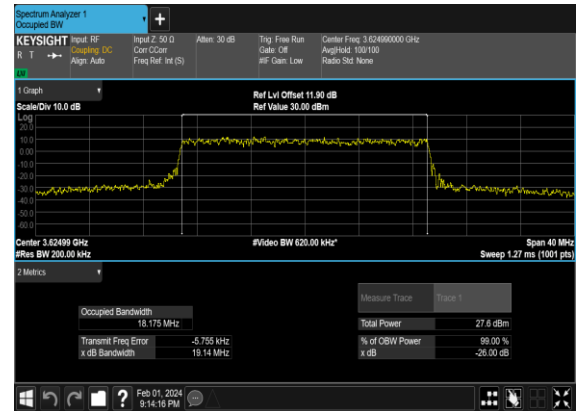 Spectrum Analyzer 1
Occupied BW
KEYSIGHT Input: RF Input Z: 50 Ω Atten: 30 dB Trig: Free Run Center Freq: 3.624990000 GHz
R T Coupling: DC Corr CCorr Gate: Off Avg|Hold: 100/100
Align: Auto Freq Ref: Int (S) #IF Gain: Low Radio Std: None
1 Graph
Ref Lvl Offset 11.90 dB
Scale/Div 10.0 dB Ref Value 30.00 dBm
Log
20.0
10.0
0.00
-10.0
-20.0
-30.0
-40.0
-50.0
-60.0
Center 3.62499 GHz #Video BW 620.00 kHz* Span 40 MHz
#Res BW 200.00 kHz Sweep 1.27 ms (1001 pts)
2 Metrics
Measure Trace Trace 1
Occupied Bandwidth
18.175 MHz Total Power 27.6 dBm
Transmit Freq Error -5.755 kHz % of OBW Power 99.00 %
x dB Bandwidth 19.14 MHz x dB -26.00 dB
Feb 01, 2024
9:14:16 PM